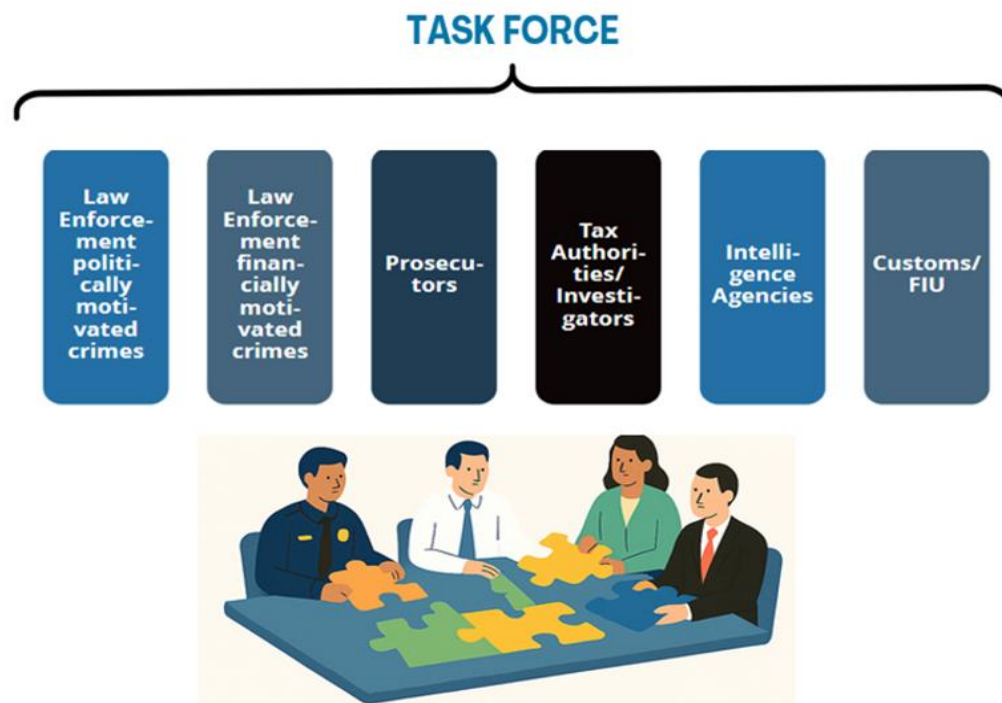 TASK FORCE
Law
Enforce-
ment
politi-
cally
moti-
vated
crimes
Law
Enforce-
ment
finan-
cially
moti-
vated
crimes
Prosecu-
tors
Tax
Authori-
ties/
Investi-
gators
Intelli-
gence
Agencies
Customs/
FIU